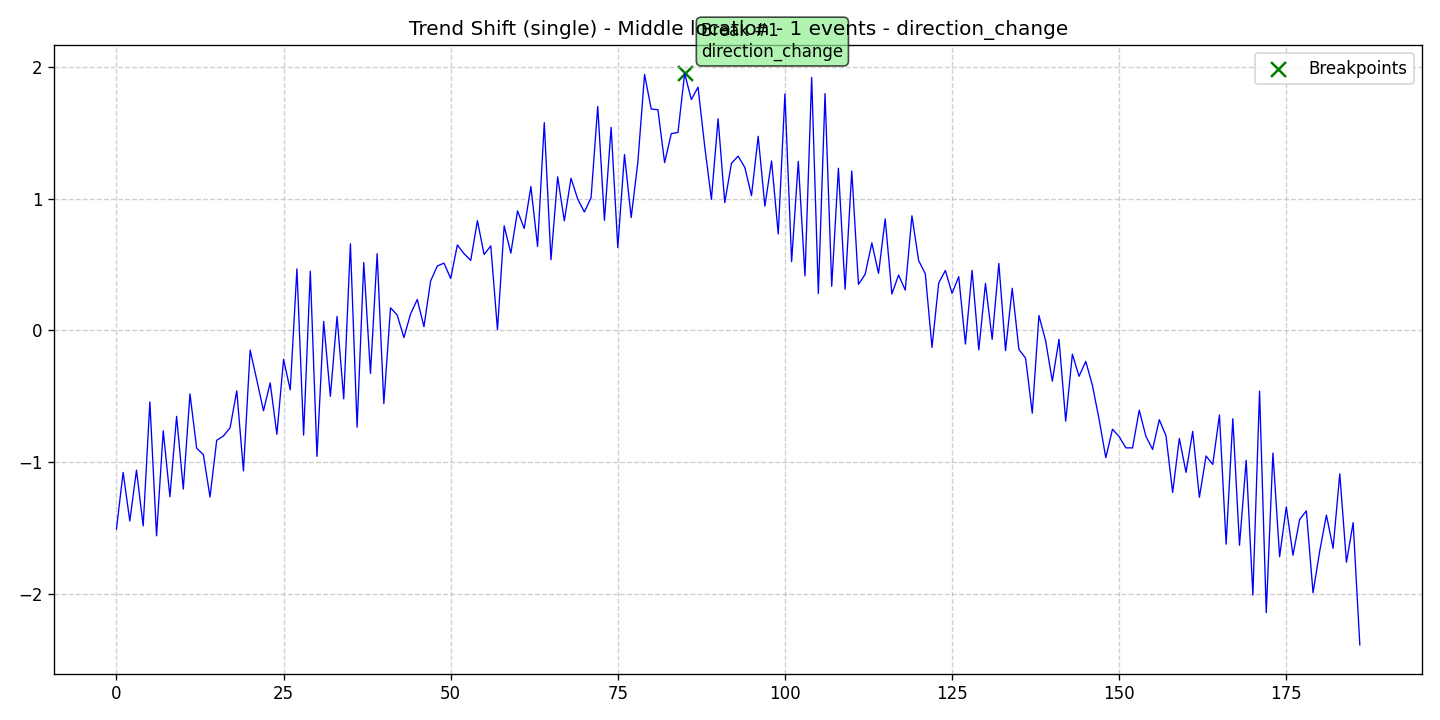 Trend Shift (single) - Middle location - 1 events - direction_change
Break #1
direction_change
Breakpoints
2
1
0
−1
−2
0 25 50 75 100 125 150 175